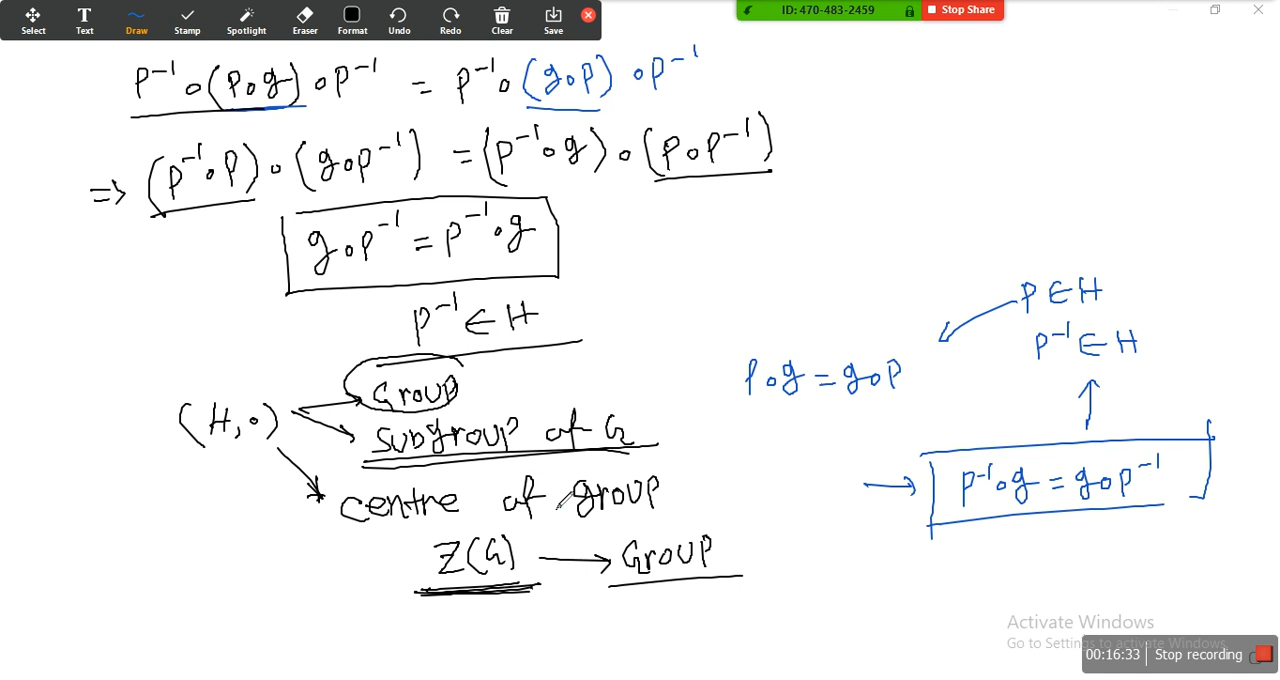 Select Text Draw Stamp Spotlight Eraser Format Undo Redo Clear Save
ID: 470-483-2459 Stop Share
p⁻¹∘(p∘g)∘p⁻¹ = p⁻¹∘(g∘p)∘p⁻¹
=> (p⁻¹∘p)∘(g∘p⁻¹) = (p⁻¹∘g)∘(p∘p⁻¹)
g∘p⁻¹ = p⁻¹∘g
p⁻¹ ∈ H
Group
(H,∘)
subgroup of G
centre of group
Z(G) → Group
p ∈ H
p⁻¹ ∈ H
p∘g = g∘p
→ p⁻¹∘g = g∘p⁻¹
Activate Windows
Go to Settings to activate Windows.
00:16:33 Stop recording